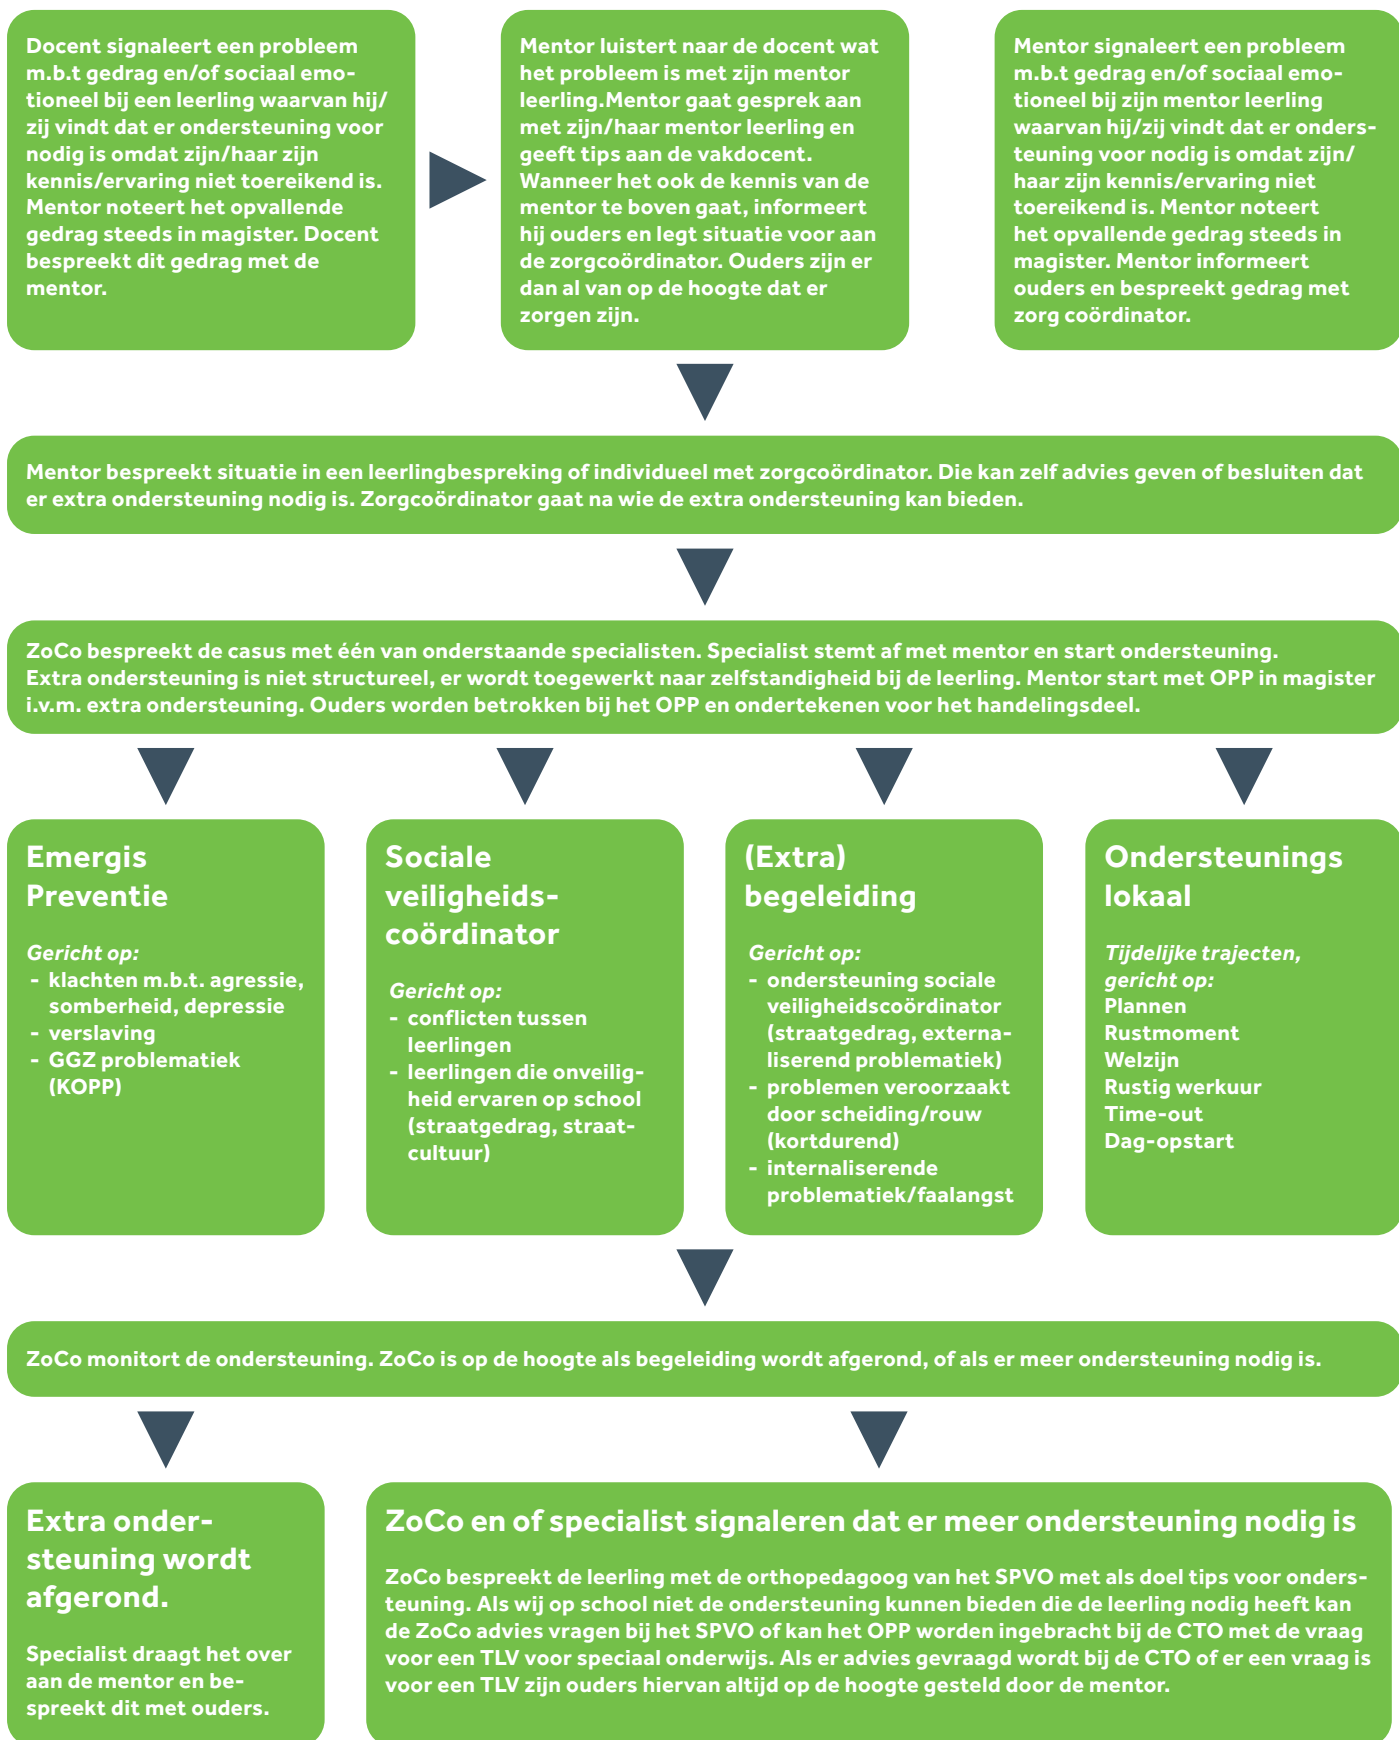 Docent signaleert een probleem
m.b.t gedrag en/of sociaal emo-
tioneel bij een leerling waarvan hij/
zij vindt dat er ondersteuning voor
nodig is omdat zijn/haar zijn
kennis/ervaring niet toereikend is.
Mentor noteert het opvallende
gedrag steeds in magister. Docent
bespreekt dit gedrag met de
mentor.
Mentor luistert naar de docent wat
het probleem is met zijn mentor
leerling.Mentor gaat gesprek aan
met zijn/haar mentor leerling en
geeft tips aan de vakdocent.
Wanneer het ook de kennis van de
mentor te boven gaat, informeert
hij ouders en legt situatie voor aan
de zorgcoördinator. Ouders zijn er
dan al van op de hoogte dat er
zorgen zijn.
Mentor signaleert een probleem
m.b.t gedrag en/of sociaal emo-
tioneel bij zijn mentor leerling
waarvan hij/zij vindt dat er onders-
teuning voor nodig is omdat zijn/
haar zijn kennis/ervaring niet
toereikend is. Mentor noteert
het opvallende gedrag steeds in
magister. Mentor informeert
ouders en bespreekt gedrag met
zorg coördinator.
Mentor bespreekt situatie in een leerlingbespreking of individueel met zorgcoördinator. Die kan zelf advies geven of besluiten dat
er extra ondersteuning nodig is. Zorgcoördinator gaat na wie de extra ondersteuning kan bieden.
ZoCo bespreekt de casus met één van onderstaande specialisten. Specialist stemt af met mentor en start ondersteuning.
Extra ondersteuning is niet structureel, er wordt toegewerkt naar zelfstandigheid bij de leerling. Mentor start met OPP in magister
i.v.m. extra ondersteuning. Ouders worden betrokken bij het OPP en ondertekenen voor het handelingsdeel.
Emergis
Preventie
Gericht op:
- klachten m.b.t. agressie,
somberheid, depressie
- verslaving
- GGZ problematiek
(KOPP)
Sociale
veiligheids-
coördinator
Gericht op:
- conflicten tussen
leerlingen
- leerlingen die onveilig-
heid ervaren op school
(straatgedrag, straat-
cultuur)
(Extra)
begeleiding
Gericht op:
- ondersteuning sociale
veiligheidscoördinator
(straatgedrag, externa-
liserend problematiek)
- problemen veroorzaakt
door scheiding/rouw
(kortdurend)
- internaliserende
problematiek/faalangst
Ondersteunings
lokaal
Tijdelijke trajecten,
gericht op:
Plannen
Rustmoment
Welzijn
Rustig werkuur
Time-out
Dag-opstart
ZoCo monitort de ondersteuning. ZoCo is op de hoogte als begeleiding wordt afgerond, of als er meer ondersteuning nodig is.
Extra onder-
steuning wordt
afgerond.
Specialist draagt het over
aan de mentor en be-
spreekt dit met ouders.
ZoCo en of specialist signaleren dat er meer ondersteuning nodig is
ZoCo bespreekt de leerling met de orthopedagoog van het SPVO met als doel tips voor onders-
teuning. Als wij op school niet de ondersteuning kunnen bieden die de leerling nodig heeft kan
de ZoCo advies vragen bij het SPVO of kan het OPP worden ingebracht bij de CTO met de vraag
voor een TLV voor speciaal onderwijs. Als er advies gevraagd wordt bij de CTO of er een vraag is
voor een TLV zijn ouders hiervan altijd op de hoogte gesteld door de mentor.